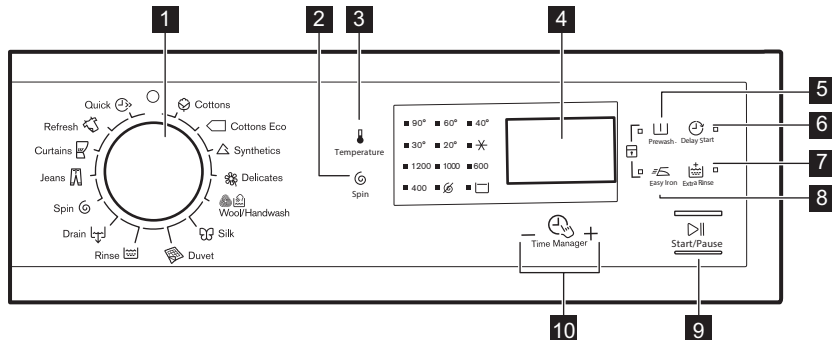 1
2
3
4
5
6
7
8
9
10
Quick
Refresh
Curtains
Jeans
Spin
Drain
Rinse
Cottons
Cottons Eco
Synthetics
Delicates
Wool/Handwash
Silk
Duvet
Temperature
Spin
90° 60° 40°
30° 20°
1200 1000 600
400
Time Manager
Prewash
Delay Start
Easy Iron
Extra Rinse
Start/Pause